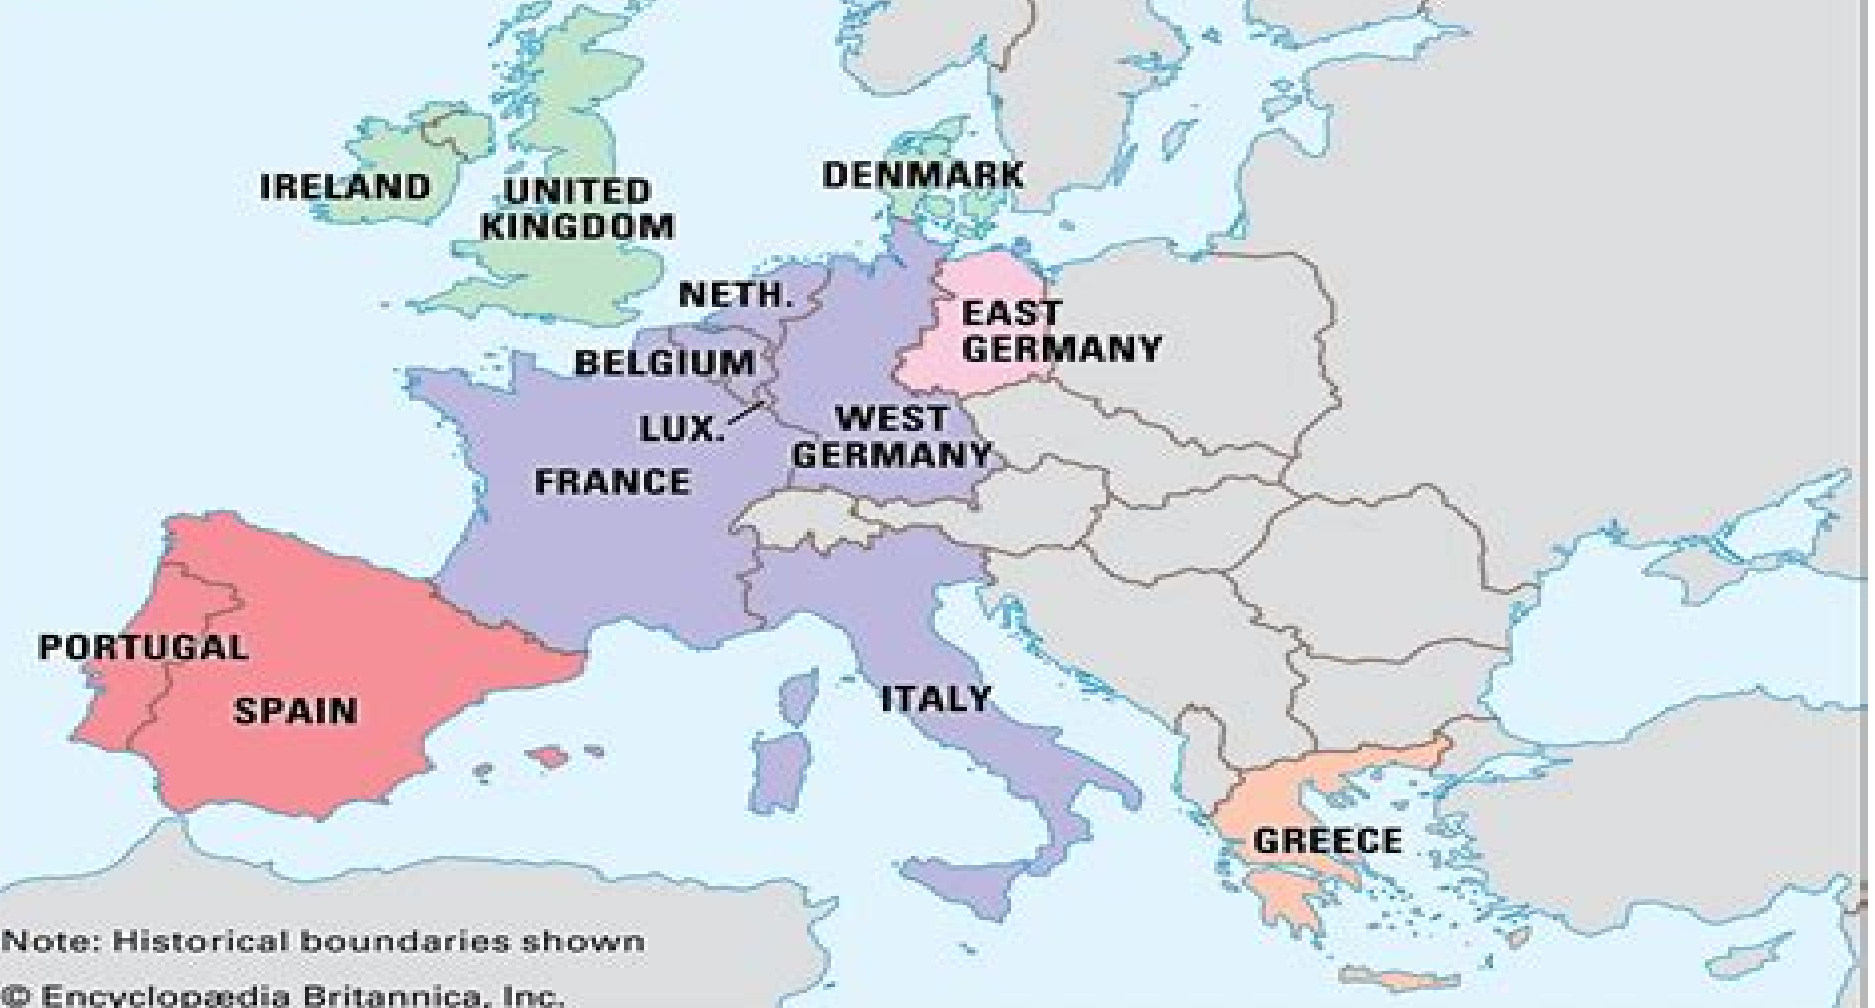 IRELAND
UNITED
KINGDOM
DENMARK
NETH.
EAST
GERMANY
BELGIUM
LUX.
WEST
GERMANY
FRANCE
PORTUGAL
SPAIN
ITALY
GREECE
Note: Historical boundaries shown
© Encyclopædia Britannica, Inc.